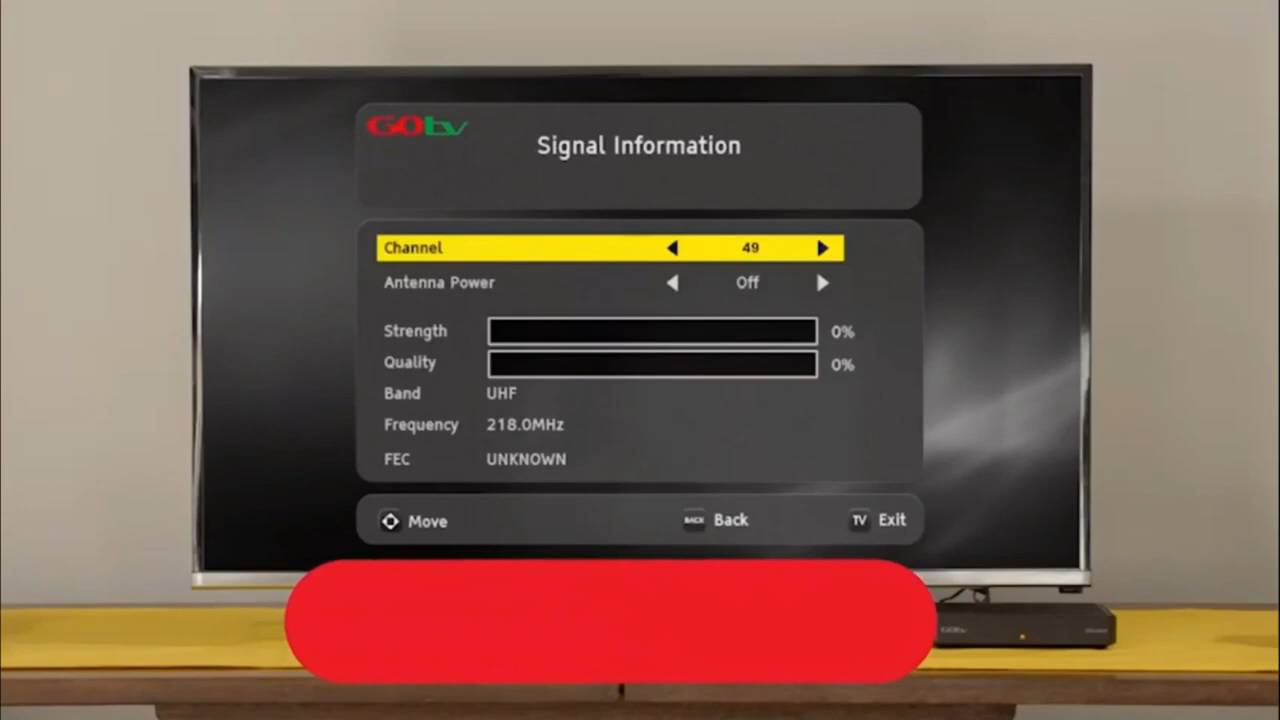 GOtv
Signal Information
Channel 49
Antenna Power Off
Strength 0%
Quality 0%
Band UHF
Frequency 218.0MHz
FEC UNKNOWN
Move BACK Back TV Exit
GOtv